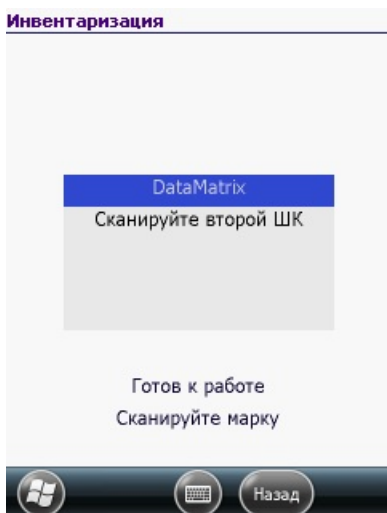 Инвентаризация
DataMatrix
Сканируйте второй ШК
Готов к работе
Сканируйте марку
Назад